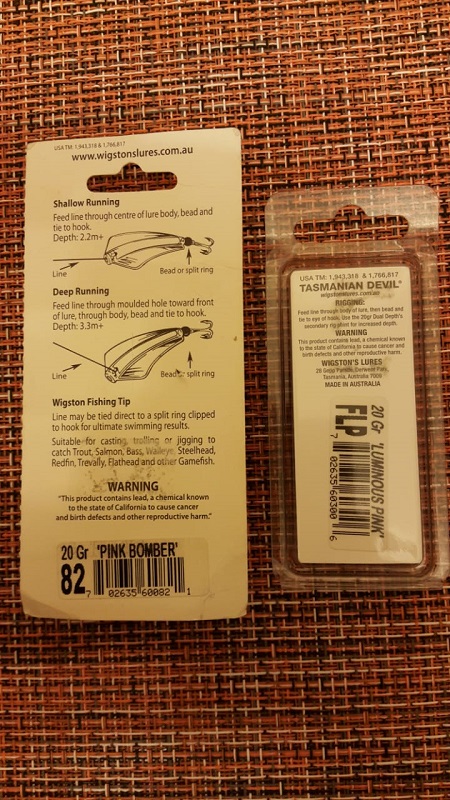 USA TM: 1,943,318 & 1,766,817
www.wigstonslures.com.au
Shallow Running
Feed line through centre of lure body, bead and
tie to hook.
Depth: 2.2m+
Line
Bead or split ring
Deep Running
Feed line through moulded hole toward front
of lure, through body, bead and tie to hook.
Depth: 3.3m+
Line
Bead or split ring
Wigston Fishing Tip
Line may be tied direct to a split ring clipped
to hook for ultimate swimming results.
Suitable for casting, trolling or jigging to
catch Trout, Salmon, Bass, Walleye, Steelhead,
Redfin, Trevally, Flathead and other Gamefish.
WARNING
"This product contains lead, a chemical known
to the state of California to cause cancer
and birth defects and other reproductive harm."
20 Gr 'PINK BOMBER'
82
7 02635 60082 1
USA TM: 1,943,318 & 1,766,817
TASMANIAN DEVIL®
wigstonslures.com.au
RIGGING:
Feed line through body of lure, then bead and
tie to eye of hook. Use the 20gr Dual Depth's
secondary rig point for increased depth.
WARNING
This product contains lead, a chemical known
to the state of California to cause cancer and
birth defects and other reproductive harm.
WIGSTON'S LURES
Parade, Derwent Park,
Tasmania, Australia, 7009
MADE IN AUSTRALIA
20 Gr 'LUMINOUS PINK'
FLP
7 02635 60300 6